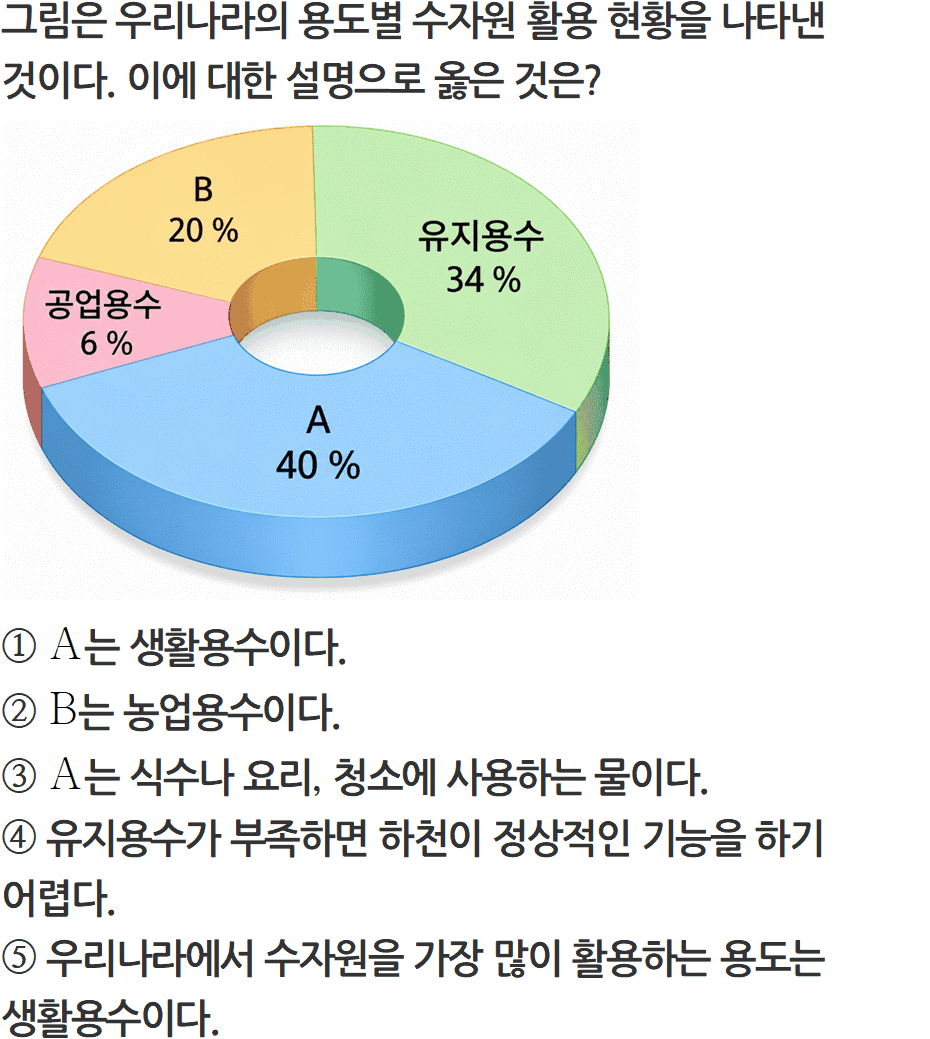 그림은 우리나라의 용도별 수자원 활용 현황을 나타낸
것이다. 이에 대한 설명으로 옳은 것은?
B
20 %
유지용수
34 %
공업용수
6 %
A
40 %
① A는 생활용수이다.
② B는 농업용수이다.
③ A는 식수나 요리, 청소에 사용하는 물이다.
④ 유지용수가 부족하면 하천이 정상적인 기능을 하기
어렵다.
⑤ 우리나라에서 수자원을 가장 많이 활용하는 용도는
생활용수이다.